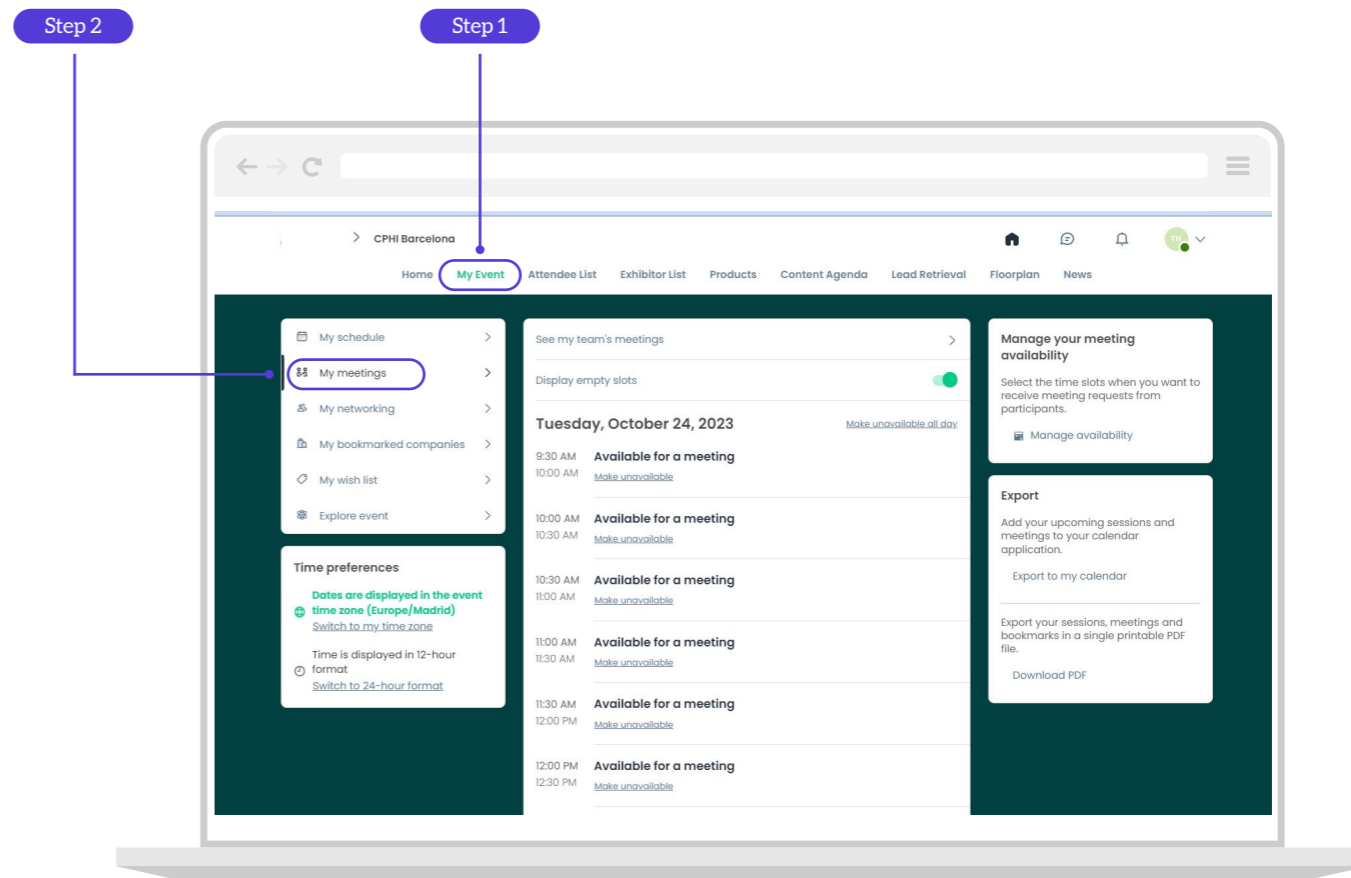 Step 2
Step 1
CPHI Barcelona
Home My Event Attendee List Exhibitor List Products Content Agenda Lead Retrieval Floorplan News
My schedule
My meetings
My networking
My bookmarked companies
My wish list
Explore event
Time preferences
Dates are displayed in the event
time zone (Europe/Madrid)
Switch to my time zone
Time is displayed in 12-hour
format
Switch to 24-hour format
See my team's meetings
Display empty slots
Tuesday, October 24, 2023 Make unavailable all day
9:30 AM Available for a meeting
10:00 AM Make unavailable
10:00 AM Available for a meeting
10:30 AM Make unavailable
10:30 AM Available for a meeting
11:00 AM Make unavailable
11:00 AM Available for a meeting
11:30 AM Make unavailable
11:30 AM Available for a meeting
12:00 PM Make unavailable
12:00 PM Available for a meeting
12:30 PM Make unavailable
Manage your meeting
availability
Select the time slots when you want to
receive meeting requests from
participants.
Manage availability
Export
Add your upcoming sessions and
meetings to your calendar
application.
Export to my calendar
Export your sessions, meetings and
bookmarks in a single printable PDF
file.
Download PDF